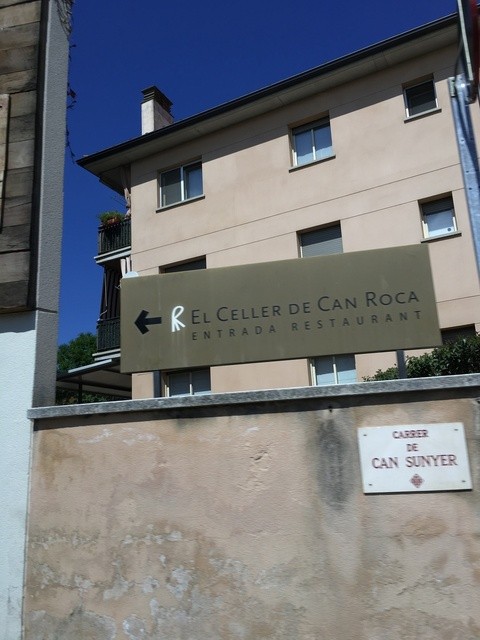 R EL CELLER DE CAN ROCA
ENTRADA RESTAURANT
CARRER
DE
CAN SUNYER